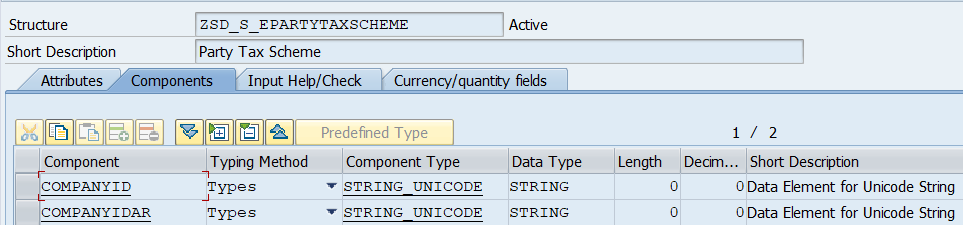 Structure ZSD_S_EPARTYTAXSCHEME Active
Short Description Party Tax Scheme
Attributes Components Input Help/Check Currency/quantity fields
Predefined Type 1 / 2
Component Typing Method Component Type Data Type Length Decim... Short Description
COMPANYID Types STRING_UNICODE STRING 0 0 Data Element for Unicode String
COMPANYIDAR Types STRING_UNICODE STRING 0 0 Data Element for Unicode String